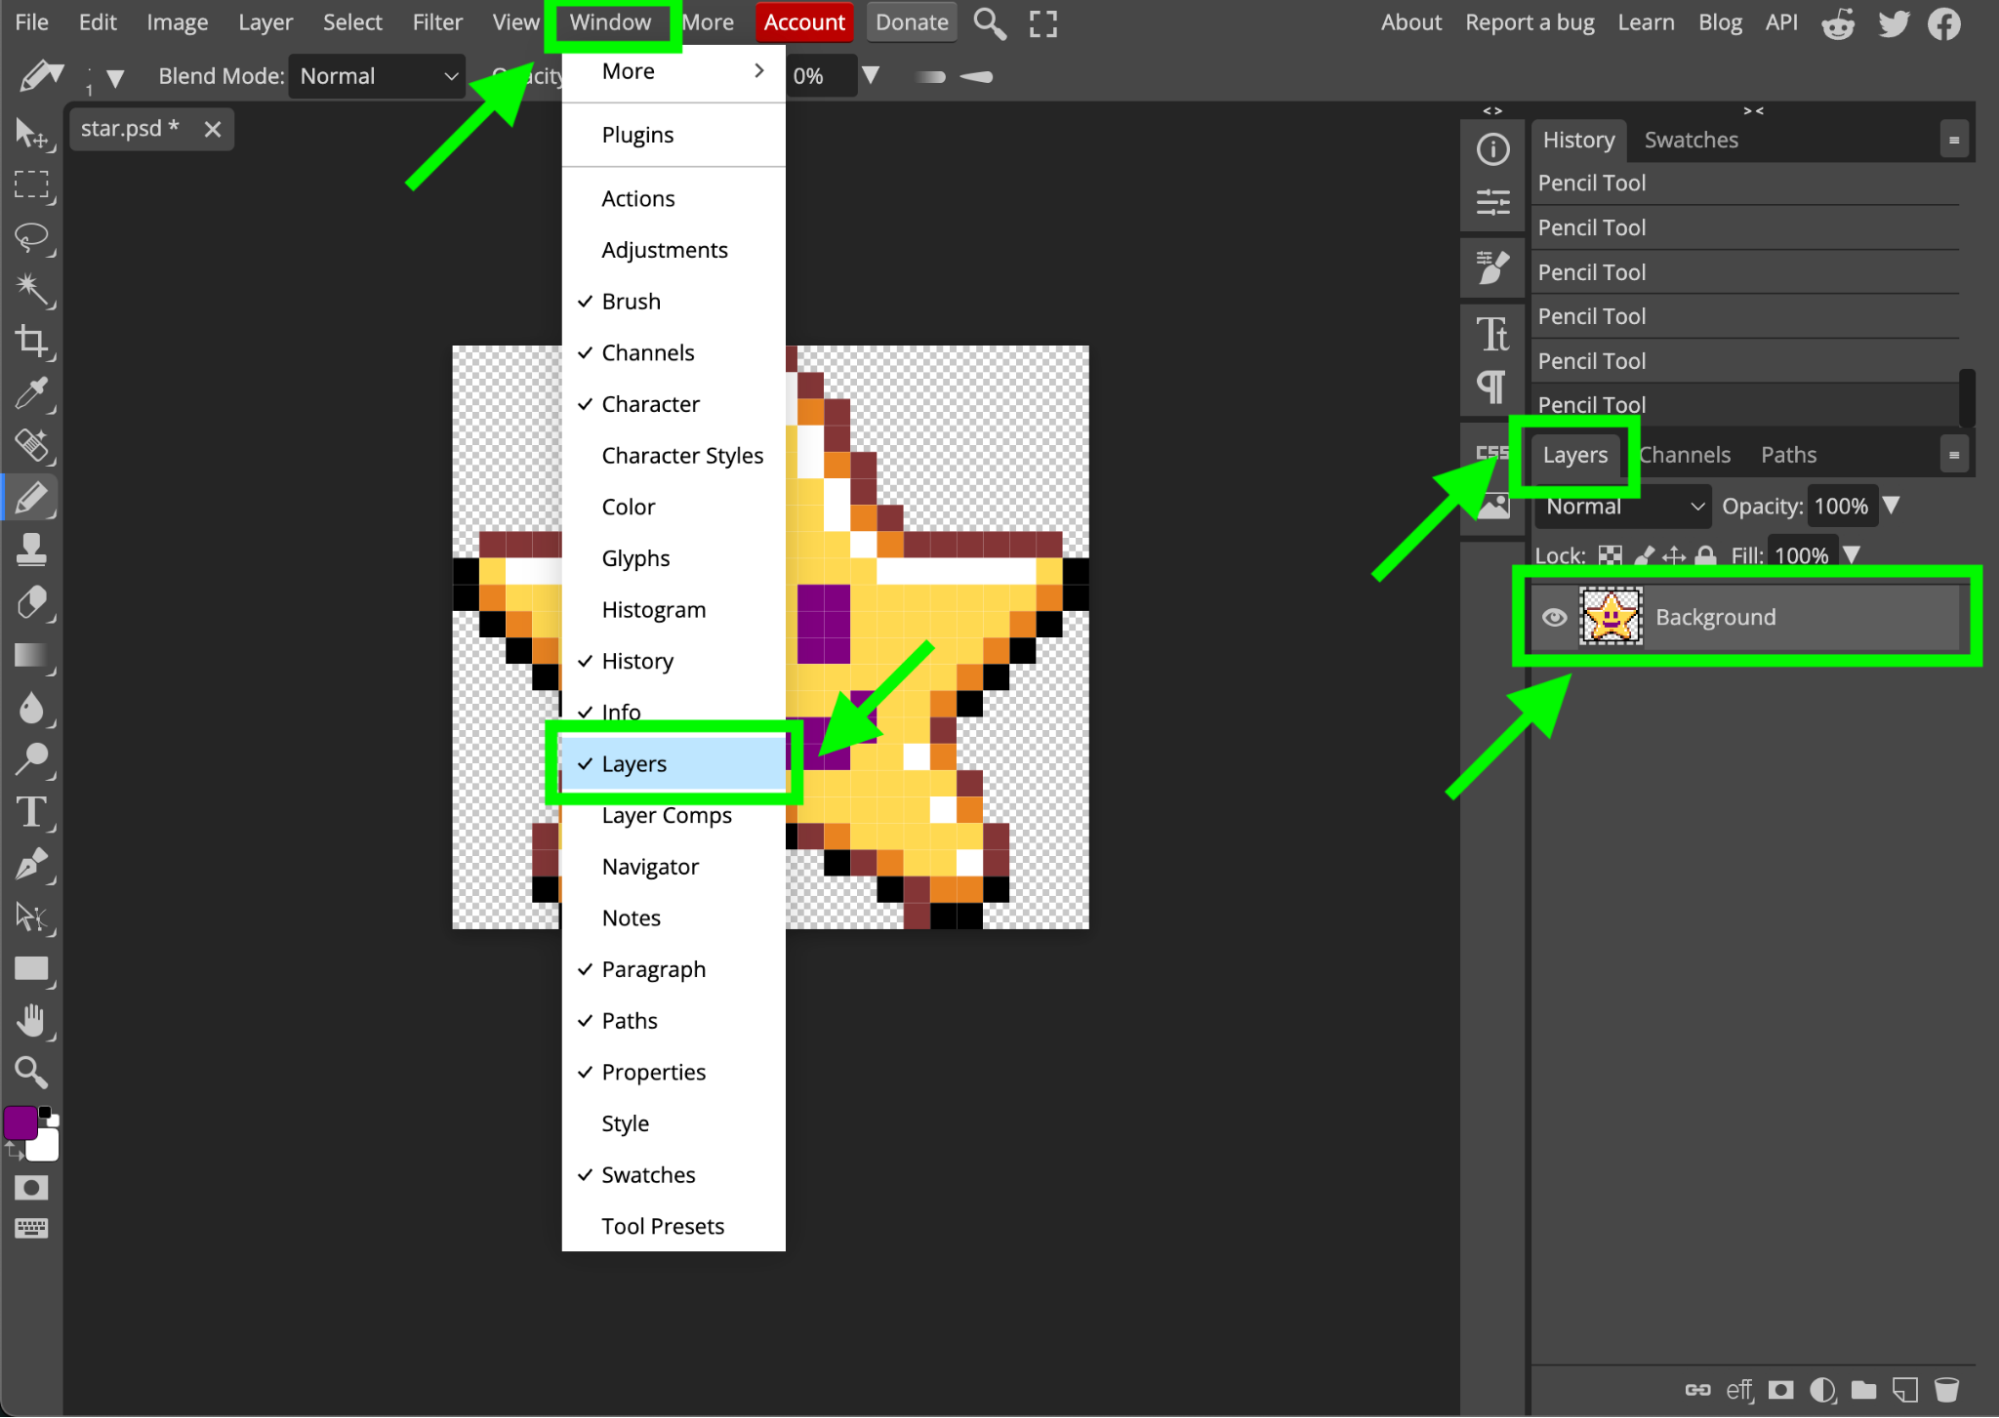 File Edit Image Layer Select Filter View Window More Account Donate About Report a bug Learn Blog API
1 Blend Mode: Normal 0%
star.psd *
More
Plugins
Actions
Adjustments
Brush
Channels
Character
Character Styles
Color
Glyphs
Histogram
History
Info
Layers
Layer Comps
Navigator
Notes
Paragraph
Paths
Properties
Style
Swatches
Tool Presets
< > > <
History Swatches
Pencil Tool
Pencil Tool
Pencil Tool
Pencil Tool
Pencil Tool
Pencil Tool
CSS
Layers Channels Paths
Normal Opacity: 100%
Lock: Fill: 100%
Background
eff